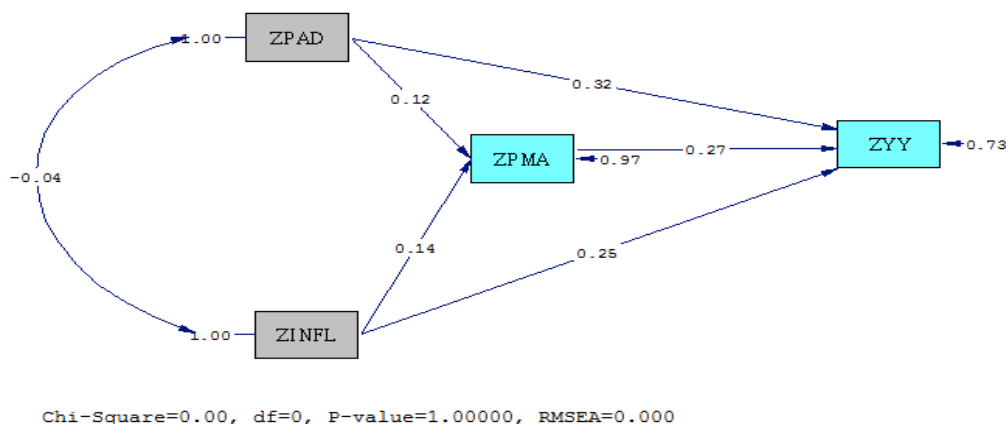 1.00 ZPAD
0.32
0.12
ZYY 0.73
ZPMA 0.97 0.27
-0.04
0.14 0.25
1.00 ZINFL
Chi-Square=0.00, df=0, P-value=1.00000, RMSEA=0.000